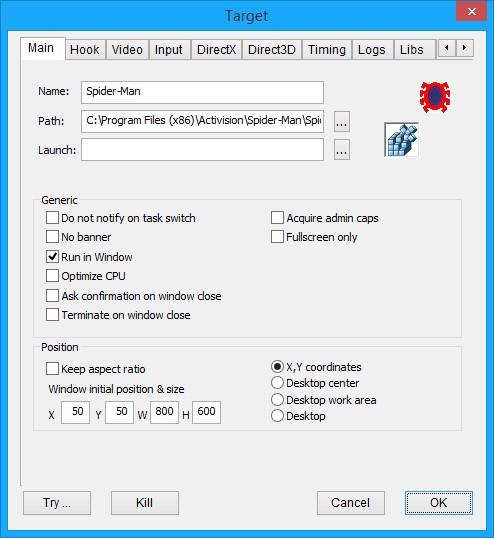 Target
Main Hook Video Input DirectX Direct3D Timing Logs Libs
Name: Spider-Man
Path: C:\Program Files (x86)\Activision\Spider-Man\Spi ...
Launch: ...
Generic
Do not notify on task switch Acquire admin caps
No banner Fullscreen only
Run in Window
Optimize CPU
Ask confirmation on window close
Terminate on window close
Position
Keep aspect ratio X,Y coordinates
Window initial position & size Desktop center
X 50 Y 50 W 800 H 600 Desktop work area
Desktop
Try ... Kill Cancel OK